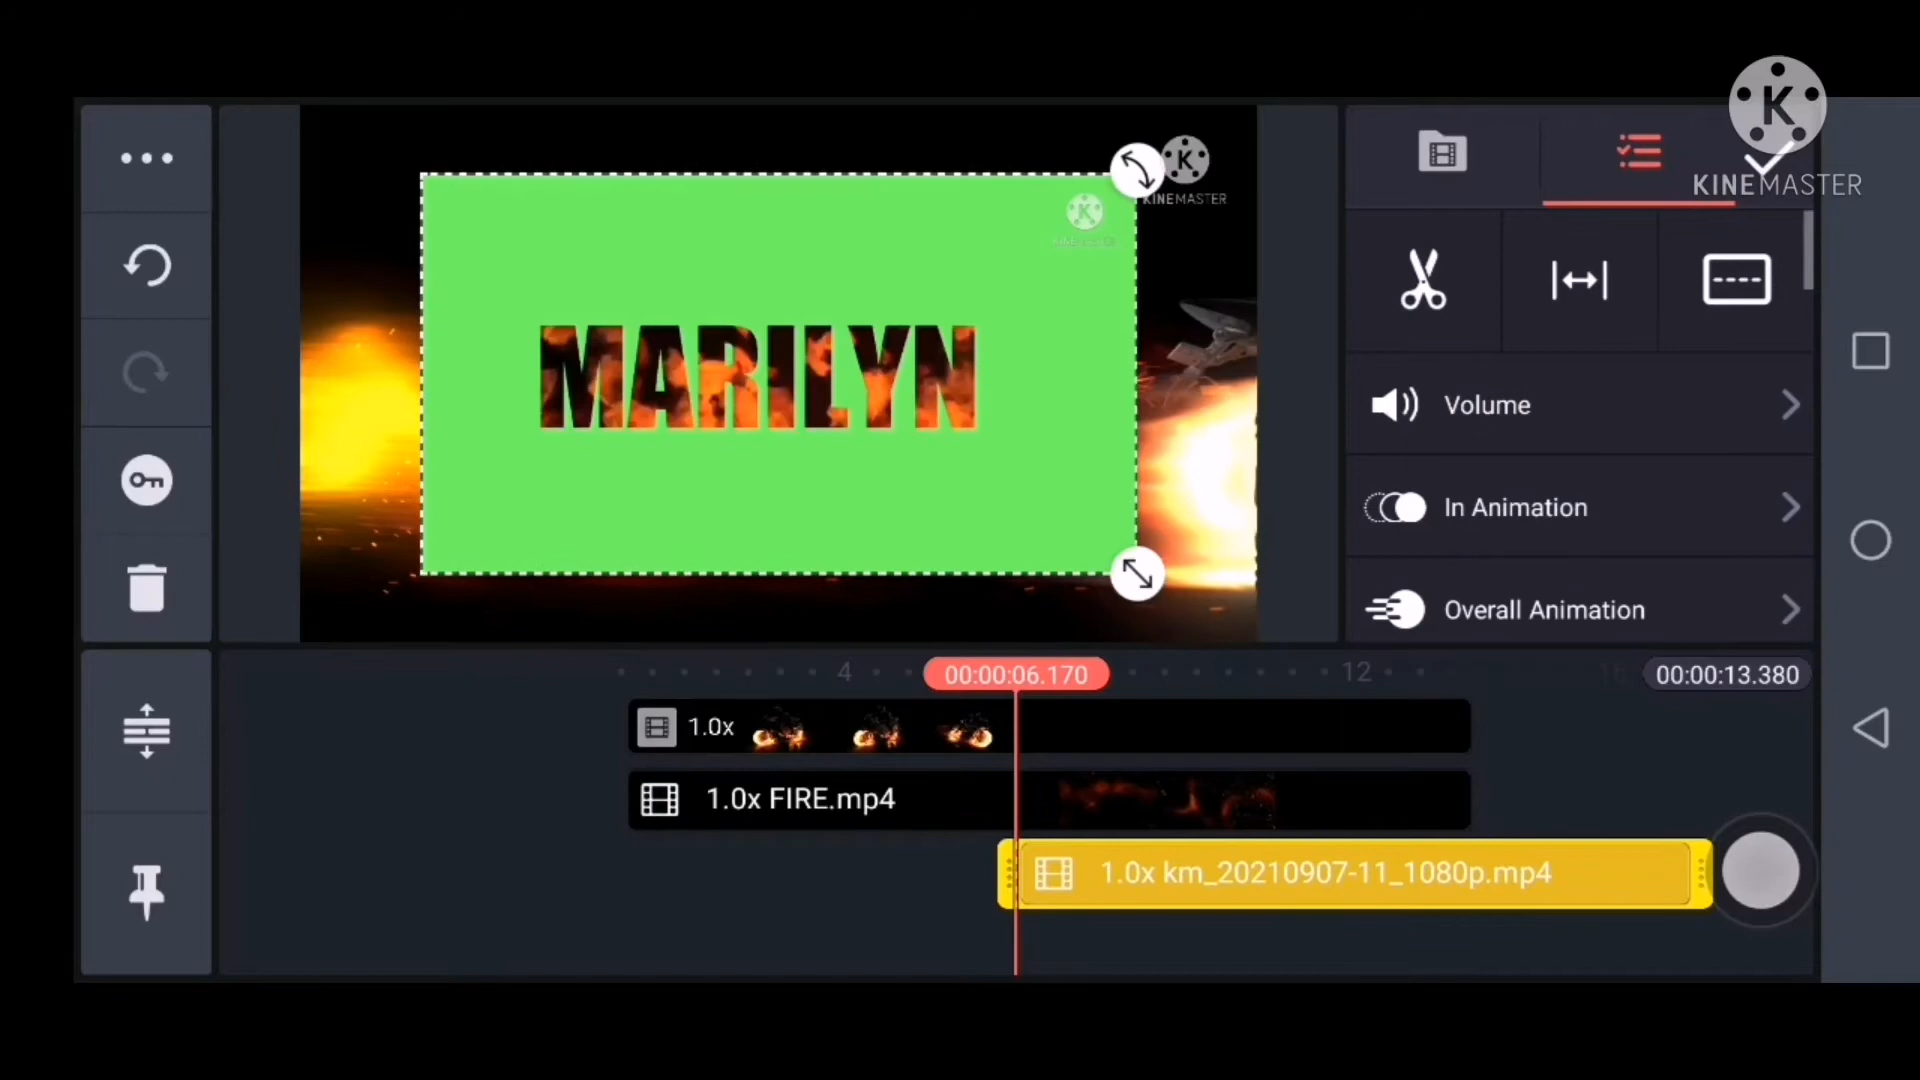 K
KINEMASTER
K
KINEMASTER
K
MARILYN
Volume
In Animation
Overall Animation
4
00:00:06.170
12
00:00:13.380
1.0x
1.0x FIRE.mp4
1.0x km_20210907-11_1080p.mp4